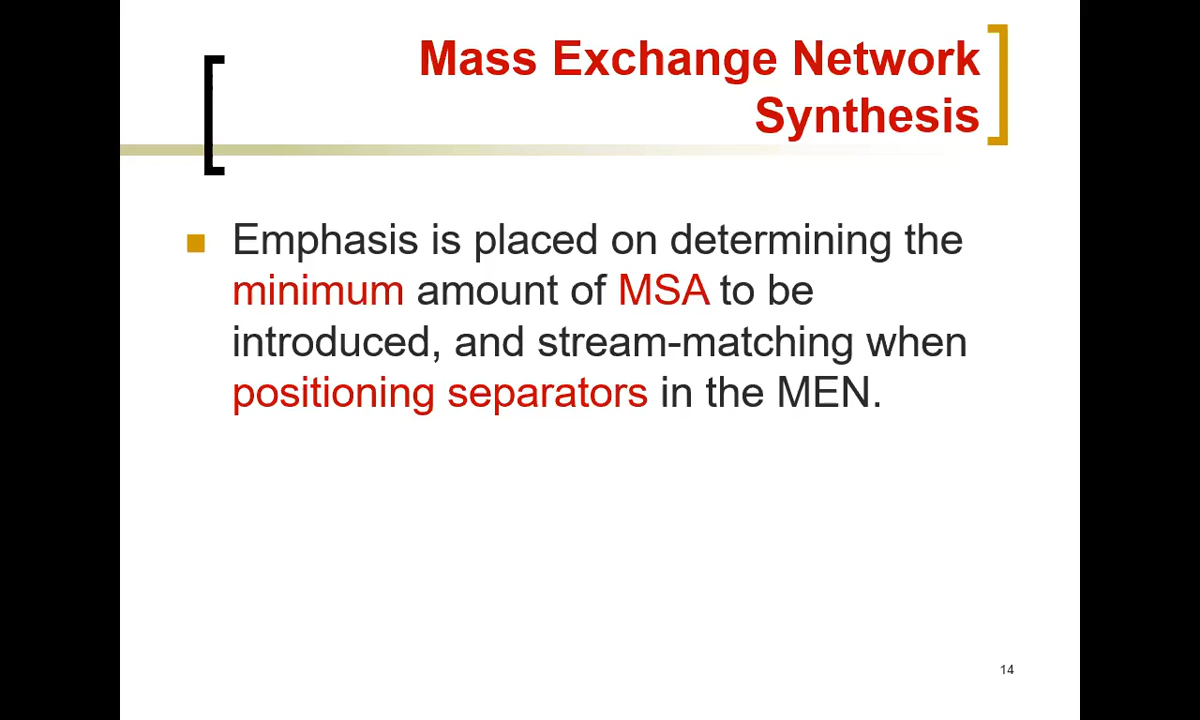 Mass Exchange Network
Synthesis
Emphasis is placed on determining the
minimum amount of MSA to be
introduced, and stream-matching when
positioning separators in the MEN.
14